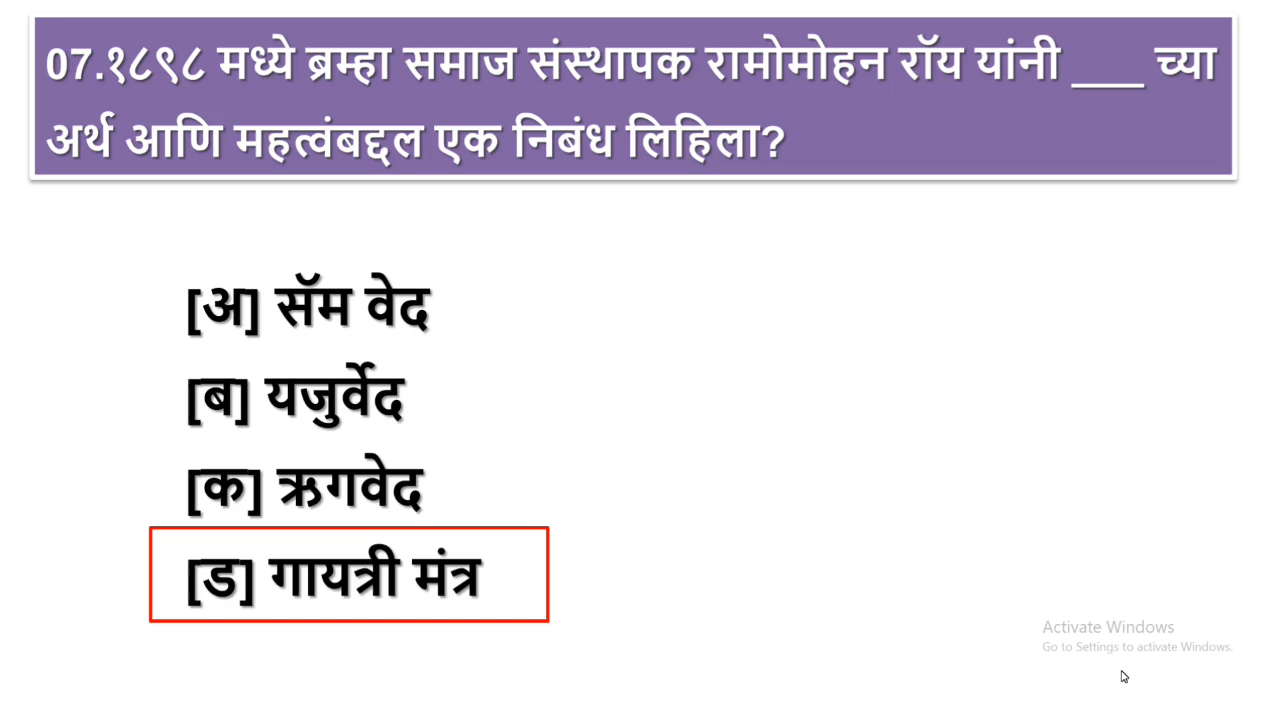 07.१८९८ मध्ये ब्रम्हा समाज संस्थापक रामोमोहन रॉय यांनी ___ च्या
अर्थ आणि महत्वंबद्दल एक निबंध लिहिला?
[अ] सॅम वेद
[ब] यजुर्वेद
[क] ऋगवेद
[ड] गायत्री मंत्र
Activate Windows
Go to Settings to activate Windows.